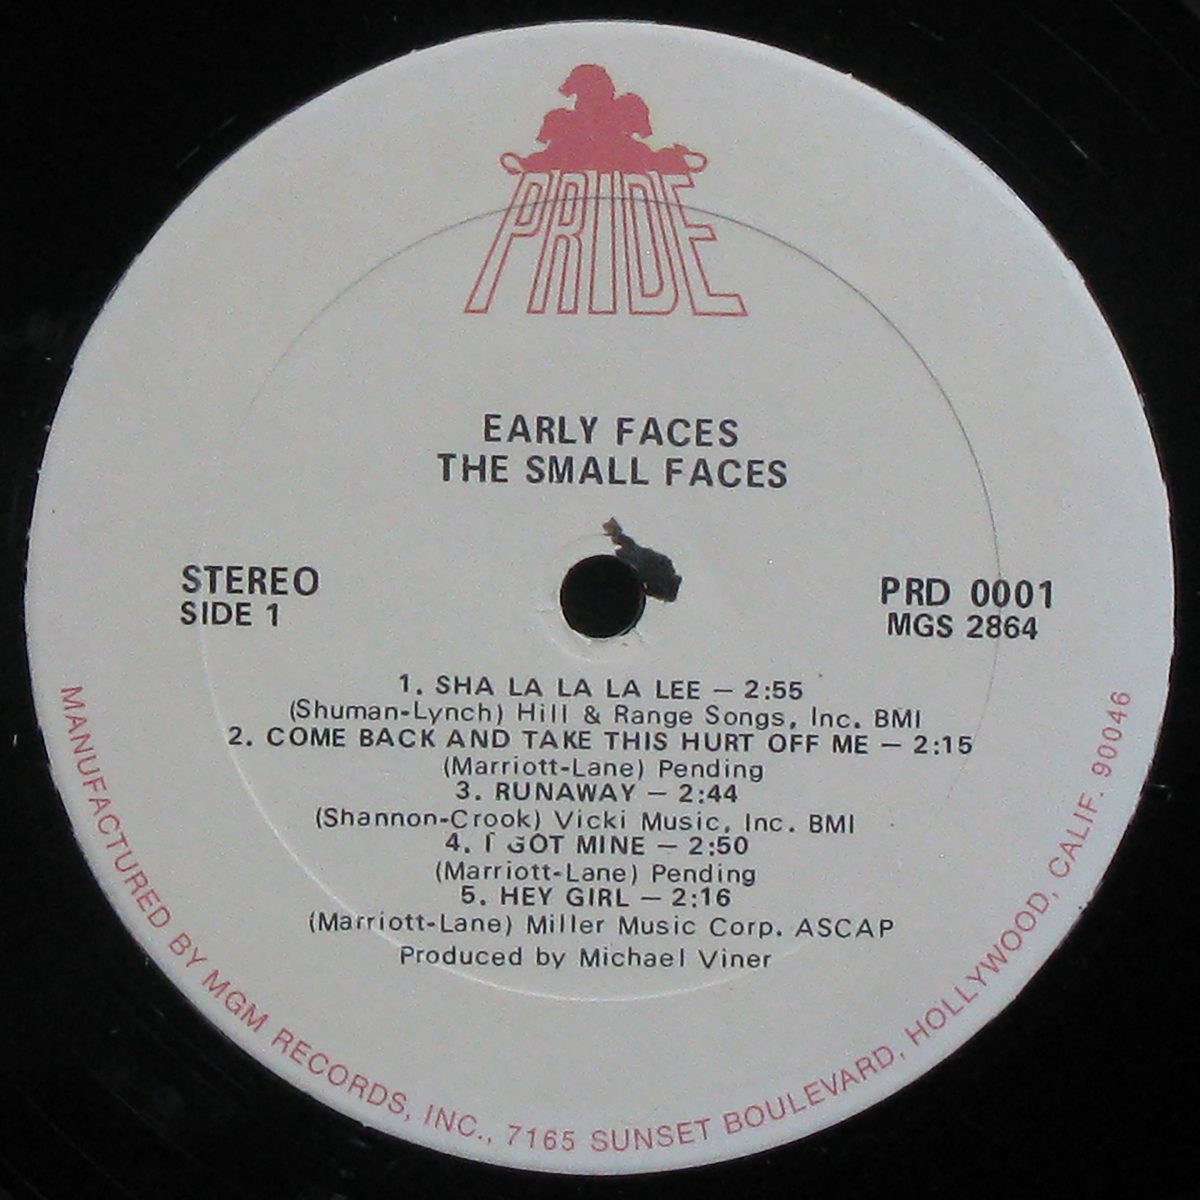 PRIDE
EARLY FACES
THE SMALL FACES
STEREO
SIDE 1
PRD 0001
MGS 2864
1. SHA LA LA LA LEE – 2:55
(Shuman-Lynch) Hill & Range Songs, Inc. BMI
2. COME BACK AND TAKE THIS HURT OFF ME – 2:15
(Marriott-Lane) Pending
3. RUNAWAY – 2:44
(Shannon-Crook) Vicki Music, Inc. BMI
4. I GOT MINE – 2:50
(Marriott-Lane) Pending
5. HEY GIRL – 2:16
(Marriott-Lane) Miller Music Corp. ASCAP
Produced by Michael Viner
MANUFACTURED BY MGM RECORDS, INC., 7165 SUNSET BOULEVARD, HOLLYWOOD, CALIF. 90046